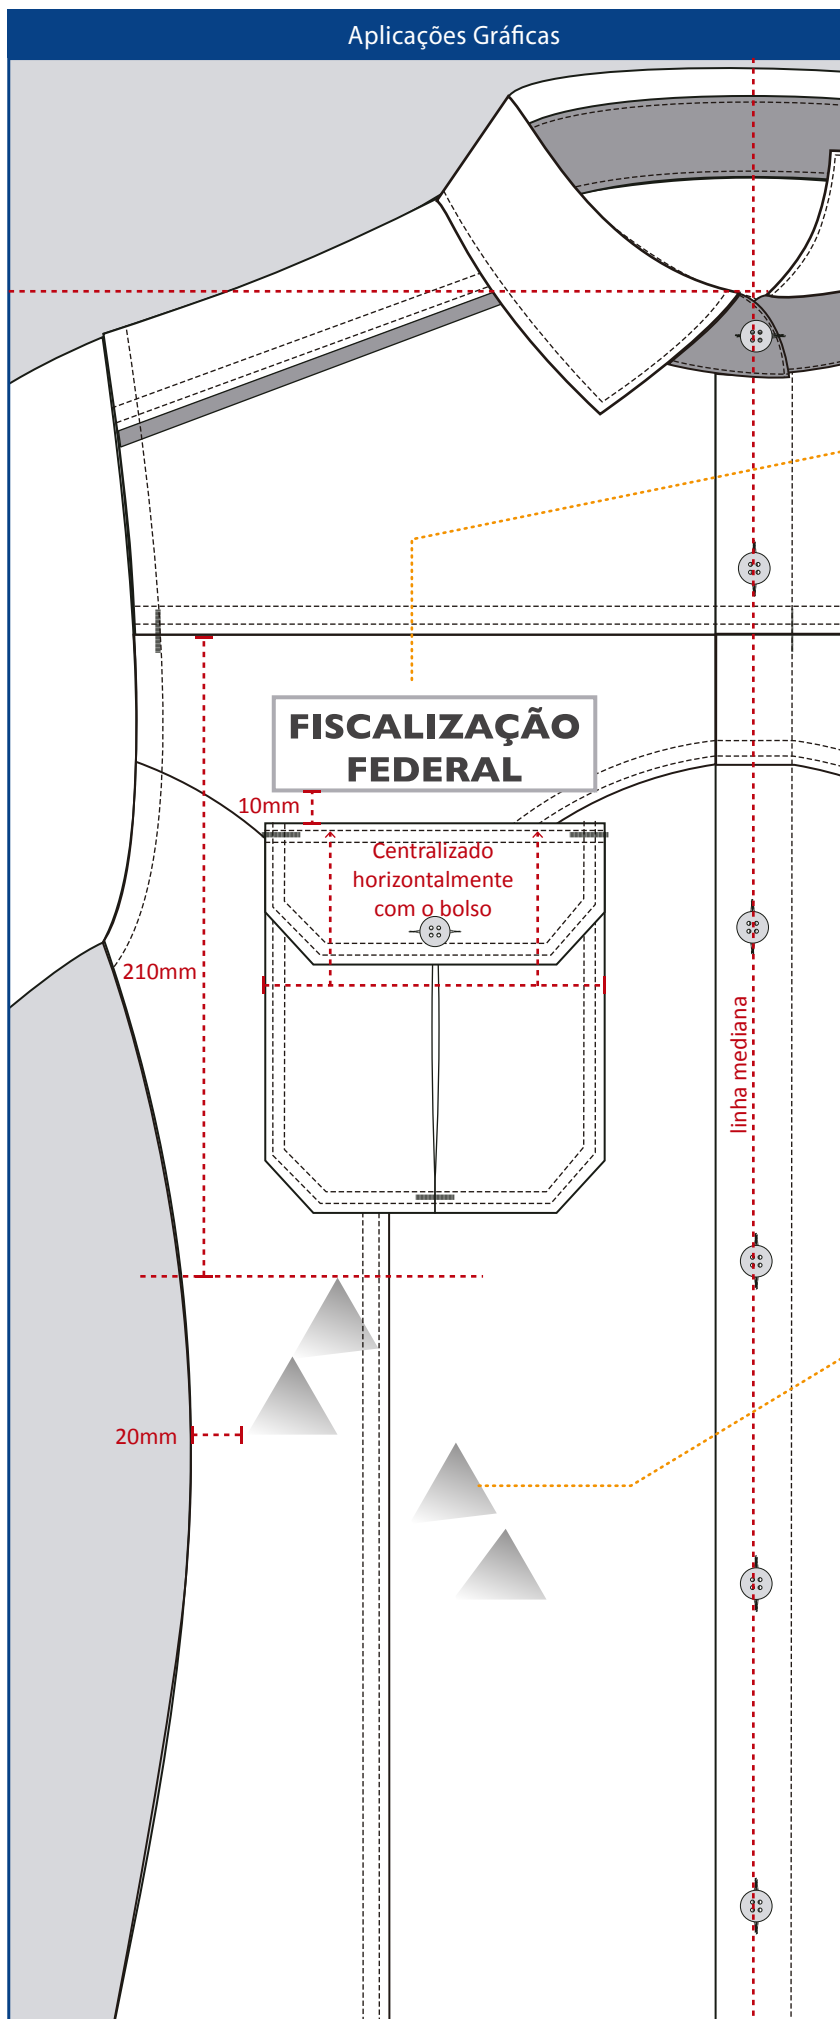 Aplicações Gráficas
FISCALIZAÇÃO
FEDERAL
10mm
Centralizado
horizontalmente
com o bolso
210mm
linha mediana
20mm